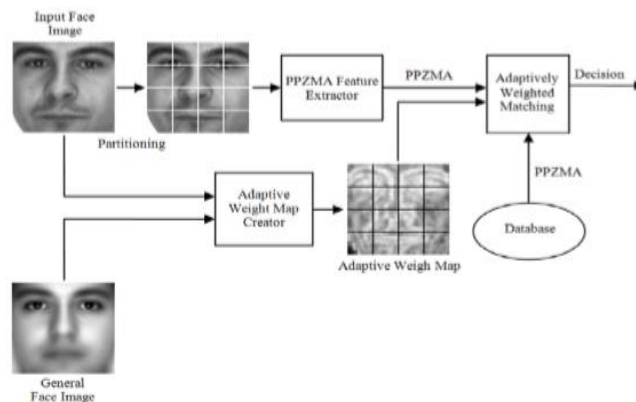 Input Face
Image
Partitioning
PPZMA Feature
Extractor
PPZMA
Adaptively
Weighted
Matching
Decision
Adaptive
Weight Map
Creator
Adaptive Weigh Map
PPZMA
Database
General
Face Image